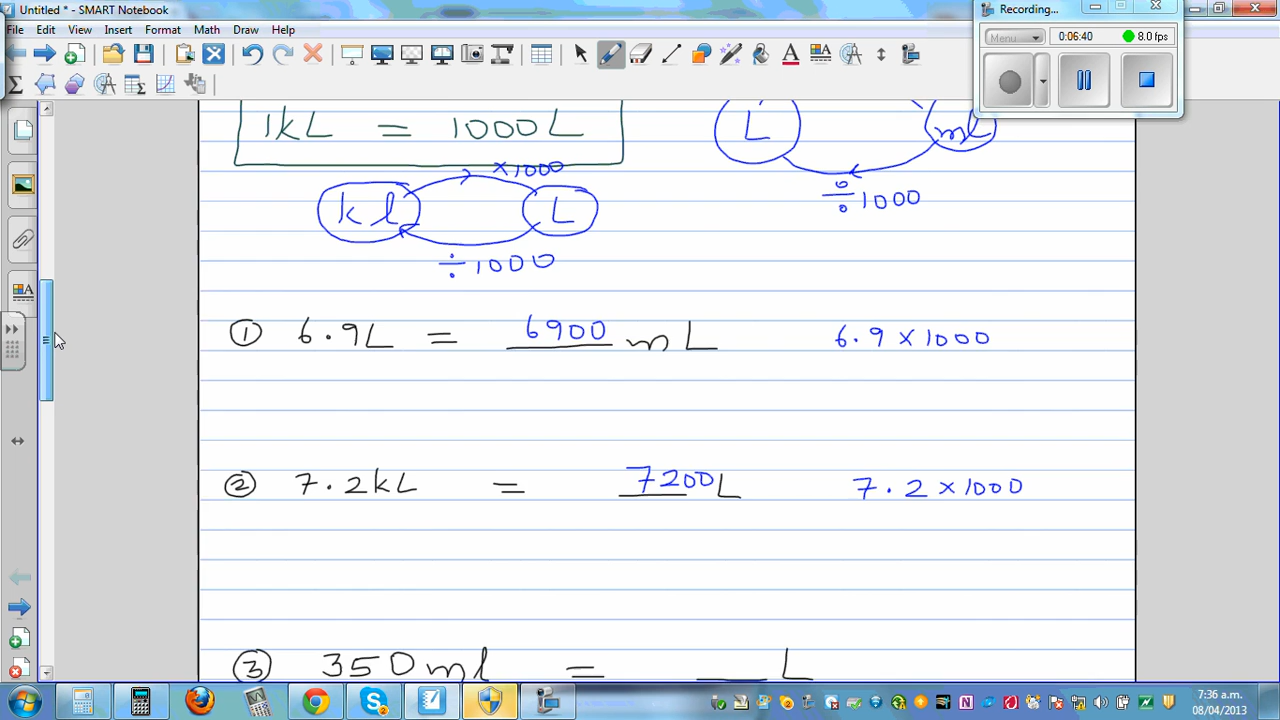 Untitled * - SMART Notebook
File Edit View Insert Format Math Draw Help
Recording...
Menu 0:06:40 8.0 fps
1kL = 1000L
L ml
×1000
÷1000
kl L
÷1000
① 6.9L = 6900 mL 6.9 × 1000
② 7.2kL = 7200 L 7.2 × 1000
③ 350ml = ___ L
7:36 a.m.
08/04/2013